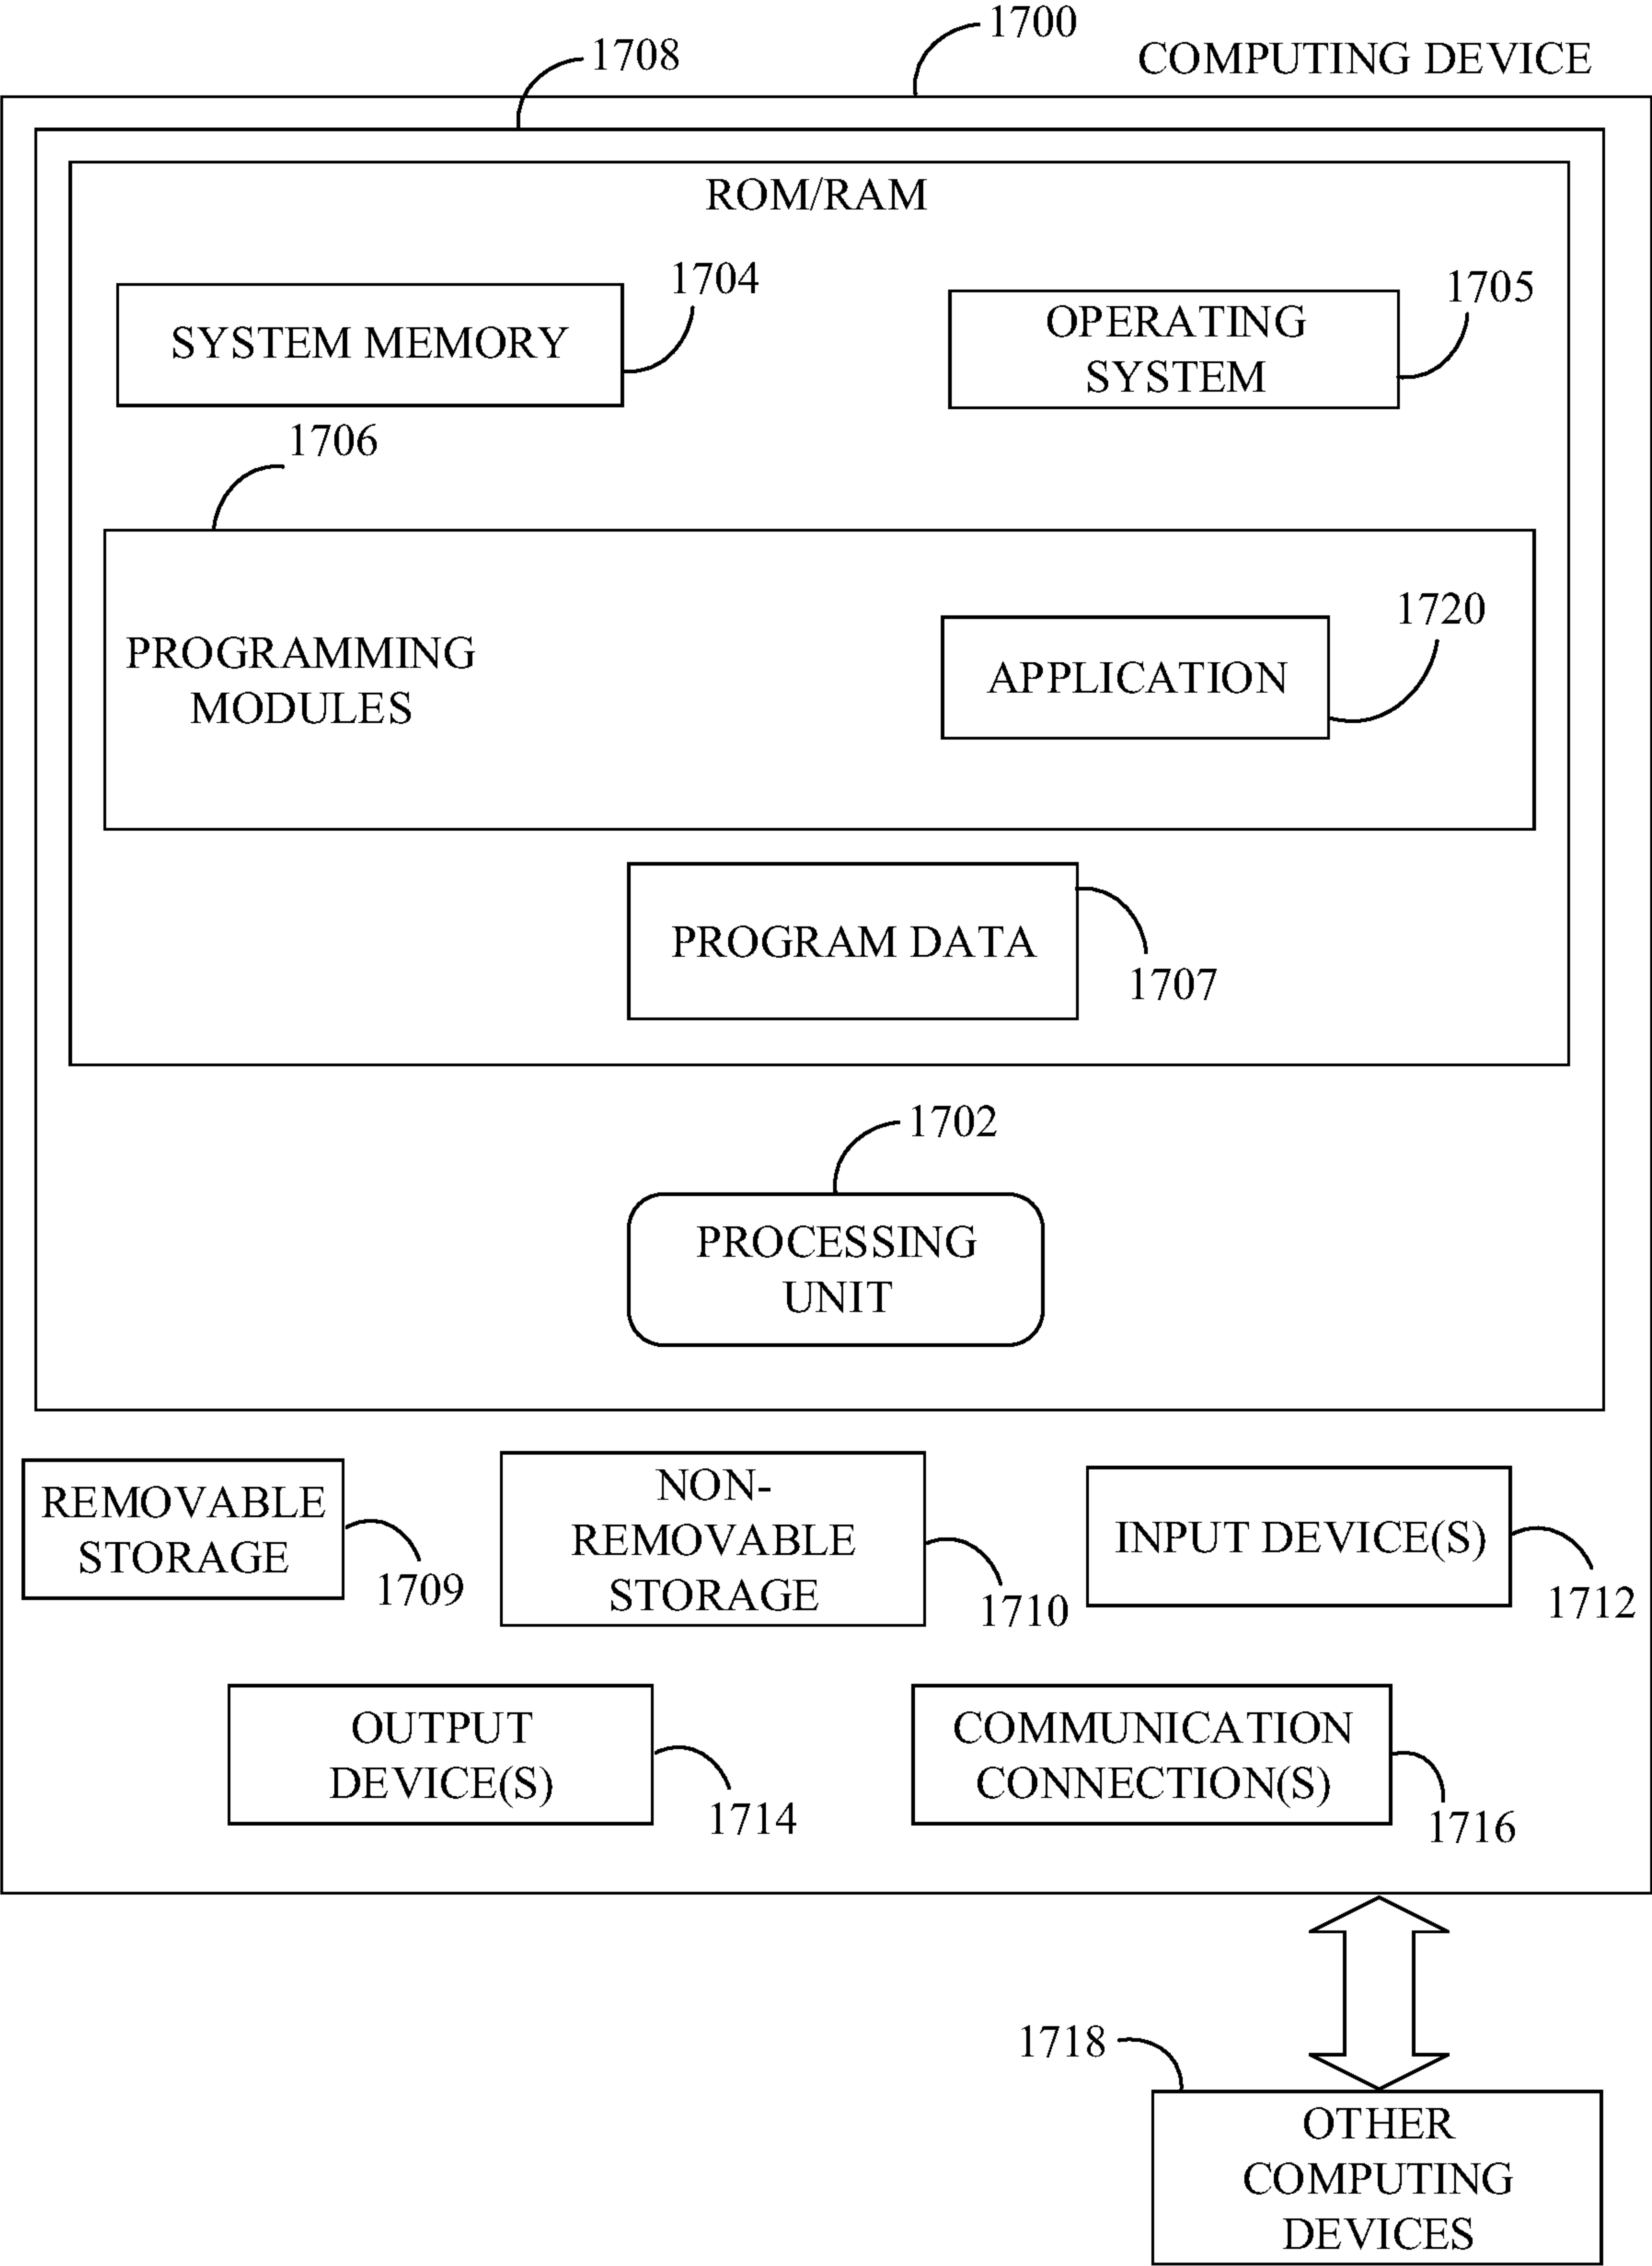 1700
1708
COMPUTING DEVICE
ROM/RAM
1704
1705
SYSTEM MEMORY
OPERATING
SYSTEM
1706
1720
PROGRAMMING
MODULES
APPLICATION
PROGRAM DATA
1707
1702
PROCESSING
UNIT
REMOVABLE
STORAGE
1709
NON-
REMOVABLE
STORAGE
1710
INPUT DEVICE(S)
1712
OUTPUT
DEVICE(S)
1714
COMMUNICATION
CONNECTION(S)
1716
1718
OTHER
COMPUTING
DEVICES